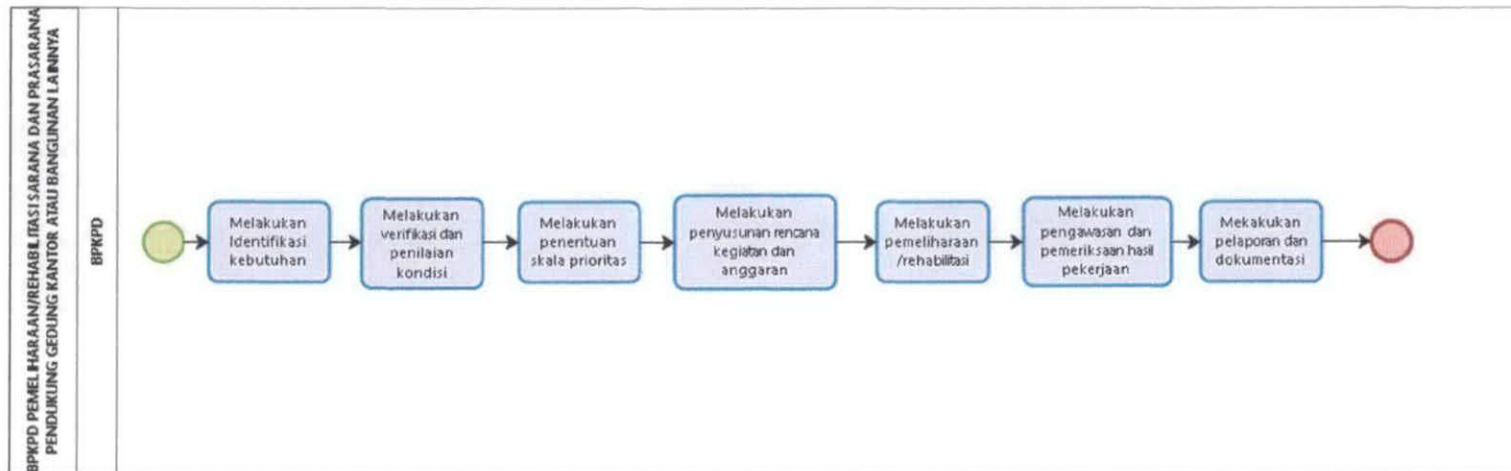 BPKPD PEMELIHARAAN/REHABILITASI SARANA DAN PRASARANA
PENDUKUNG GEDUNG KANTOR ATAU BANGUNAN LAINNYA
BPKPD
Melakukan
Identifikasi
kebutuhan
Melakukan
verifikasi dan
penilaian
kondisi
Melakukan
penentuan
skala prioritas
Melakukan
penyusunan rencana
kegiatan dan
anggaran
Melakukan
pemeliharaan
/rehabilitasi
Melakukan
pengawasan dan
pemeriksaan hasil
pekerjaan
Mekakukan
pelaporan dan
dokumentasi